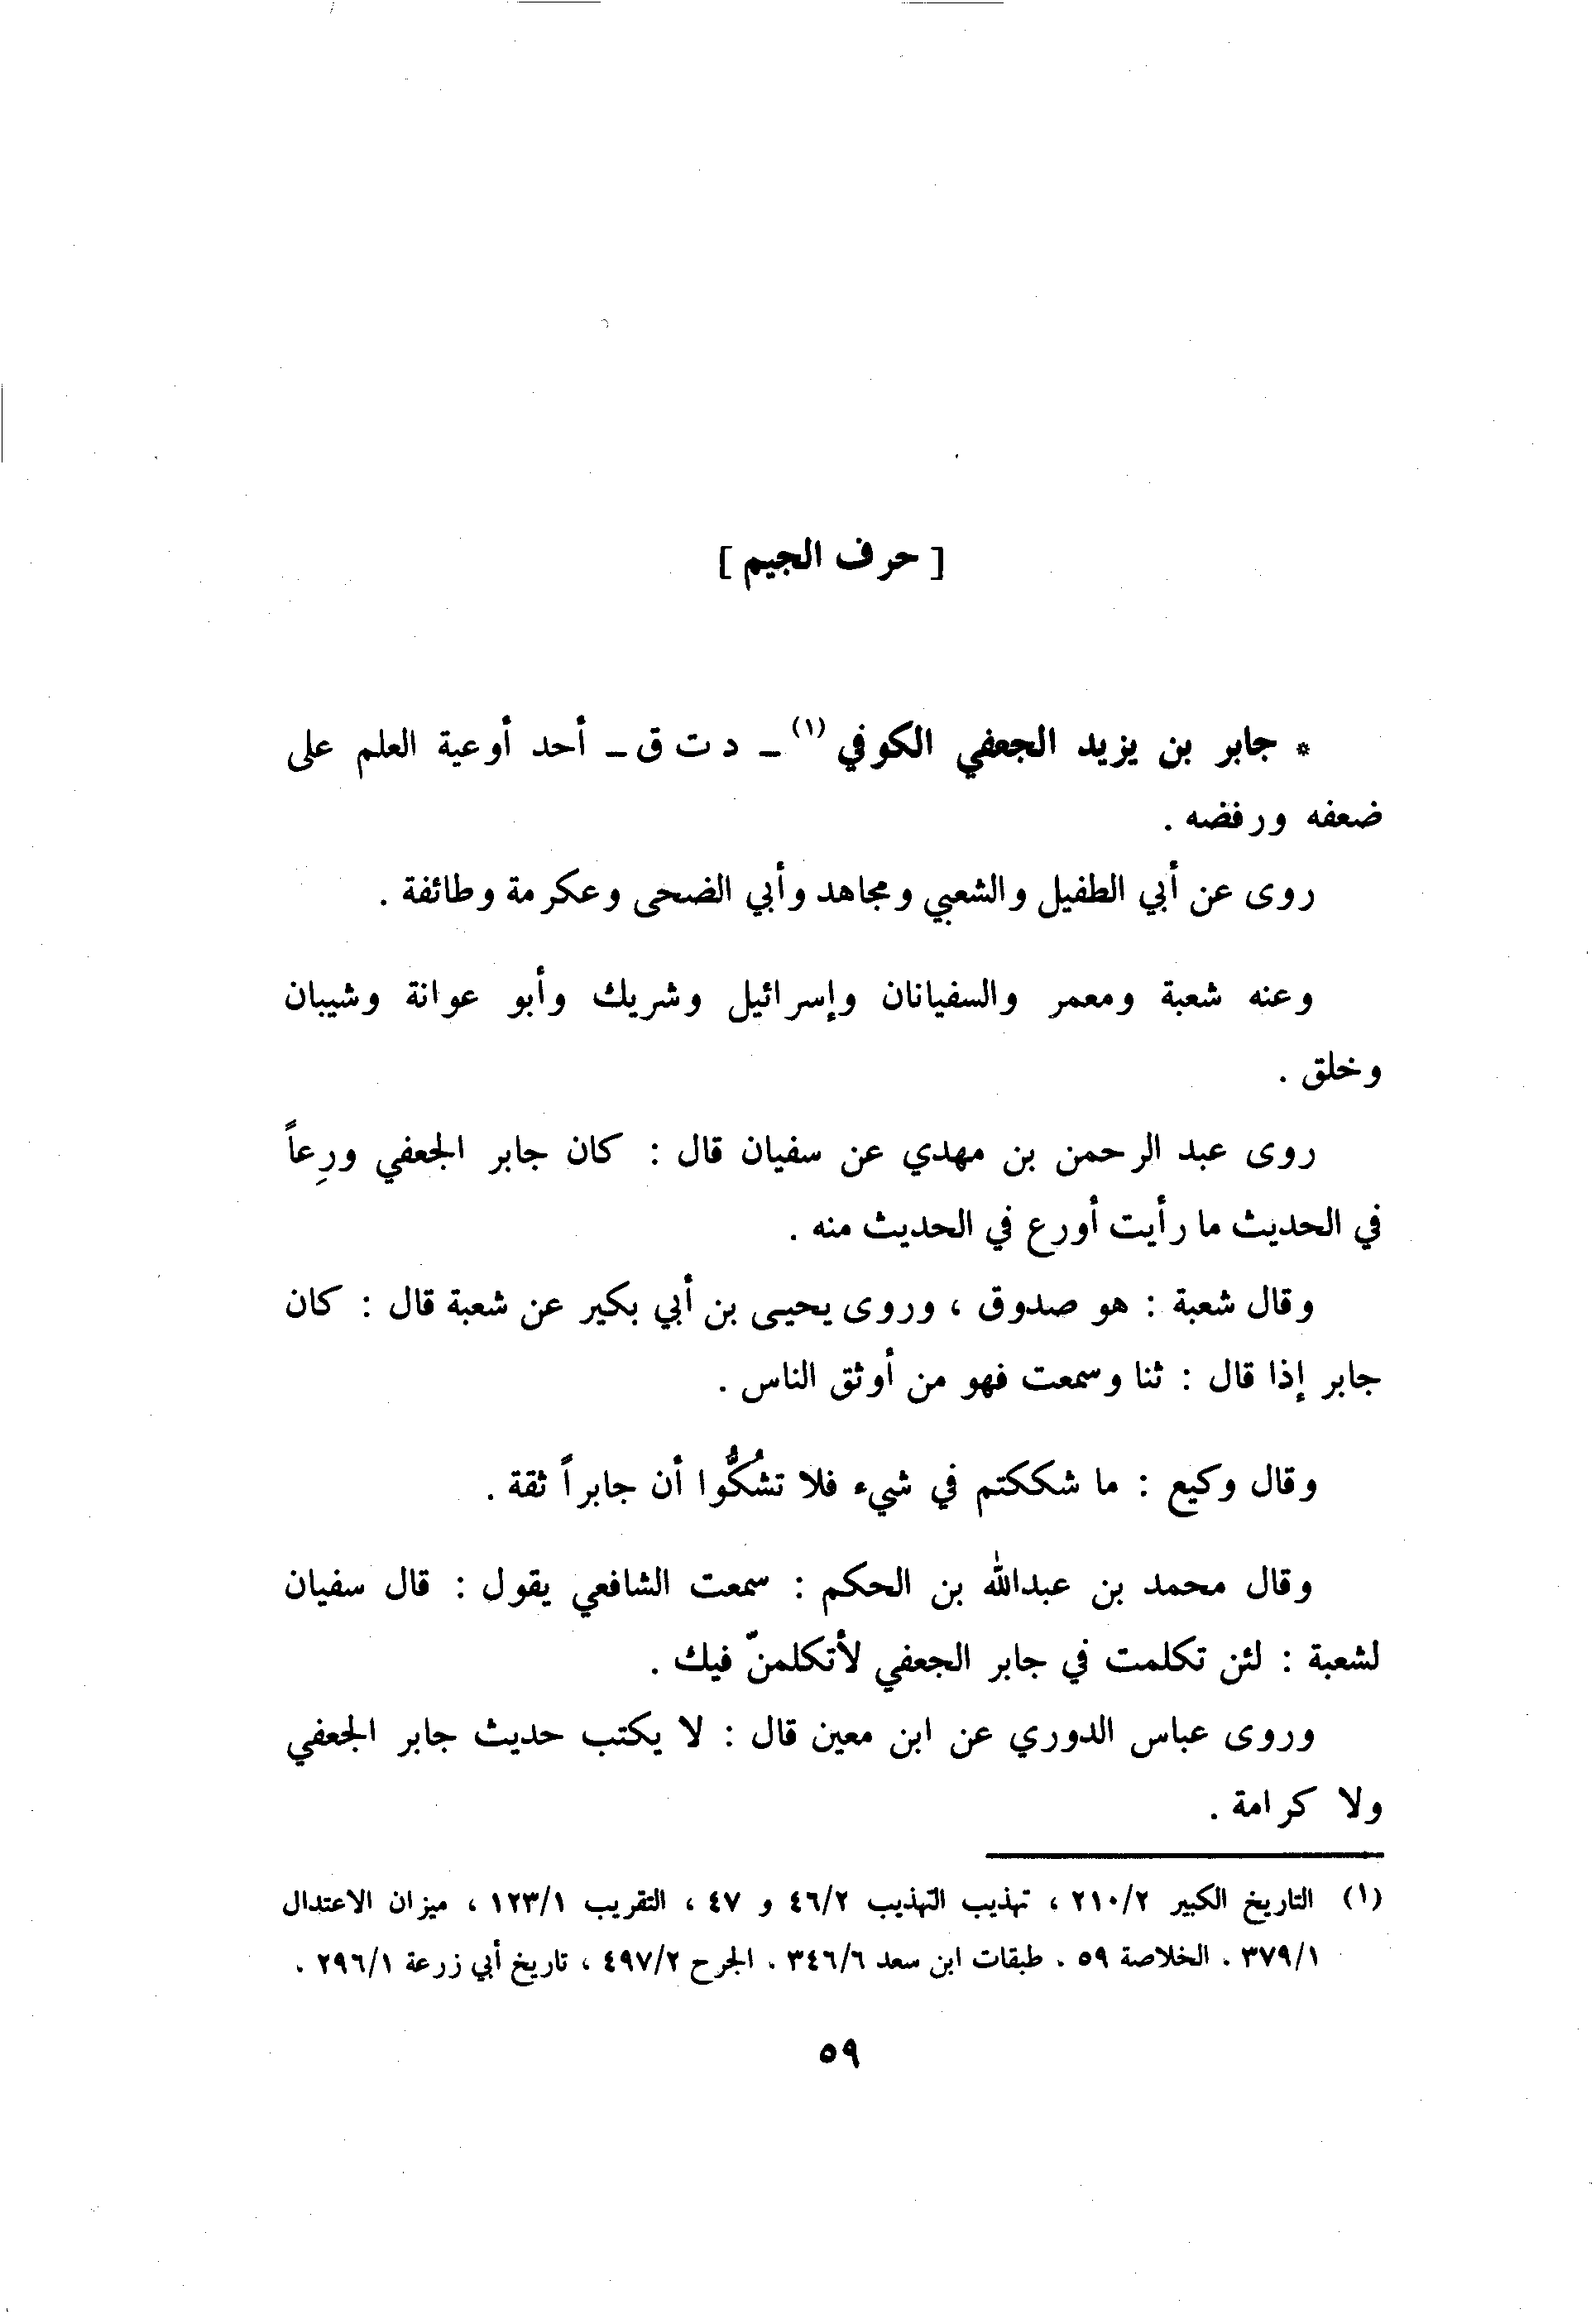 [ حرف الجيم ]
* جابر بن يزيد الجعفي الكوفي (١) ـ د ت ق ـ أحد أوعية العلم على
ضعفه ورفضه .
روى عن أبي الطفيل والشعبي ومجاهد وأبي الضحى وعكرمة وطائفة .
وعنه شعبة ومعمر والسفيانان وإسرائيل وشريك وأبو عوانة وشيبان
وخلق .
روى عبد الرحمن بن مهدي عن سفيان قال : كان جابر الجعفي ورِعاً
في الحديث ما رأيت أورع في الحديث منه .
وقال شعبة : هو صدوق ، وروى يحيى بن أبي بكير عن شعبة قال : كان
جابر إذا قال : ثنا وسمعت فهو من أوثق الناس .
وقال وكيع : ما شككتم في شيء فلا تشُكُّوا أن جابراً ثقة .
وقال محمد بن عبدالله بن الحكم : سمعت الشافعي يقول : قال سفيان
لشعبة : لئن تكلمت في جابر الجعفي لأتكلمنّ فيك .
وروى عباس الدوري عن ابن معين قال : لا يكتب حديث جابر الجعفي
ولا كرامة .
(١) التاريخ الكبير ٢١٠/٢ ، تهذيب التهذيب ٤٦/٢ و ٤٧ ، التقريب ١٢٣/١ ، ميزان الاعتدال
٣٧٩/١ . الخلاصة ٥٩ . طبقات ابن سعد ٣٤٦/٦ . الجرح ٤٩٧/٢ ، تاريخ أبي زرعة ٢٩٦/١ .
٥٩